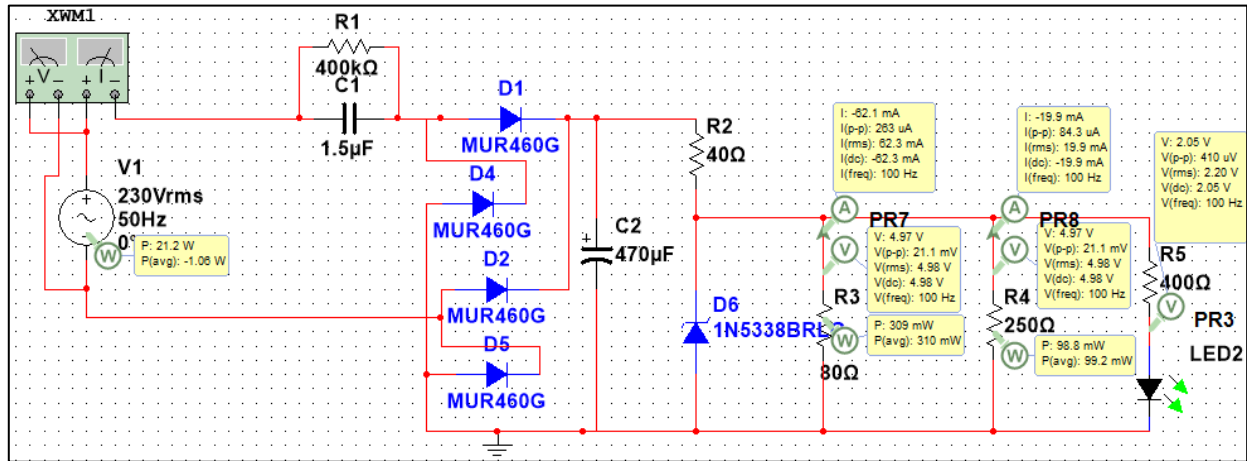 XWM1
V
I
+
-
+
-
R1
400kΩ
C1
1.5µF
D1
MUR460G
D4
MUR460G
D2
MUR460G
D5
MUR460G
V1
230Vrms
50Hz
0°
W
P: 21.2 W
P(avg): -1.06 W
+
C2
470µF
R2
40Ω
D6
1N5338BRLG
I: -62.1 mA
I(p-p): 263 uA
I(rms): 62.3 mA
I(dc): -62.3 mA
I(freq): 100 Hz
A
PR7
V
V: 4.97 V
V(p-p): 21.1 mV
V(rms): 4.98 V
V(dc): 4.98 V
V(freq): 100 Hz
R3
80Ω
W
P: 309 mW
P(avg): 310 mW
I: -19.9 mA
I(p-p): 84.3 uA
I(rms): 19.9 mA
I(dc): -19.9 mA
I(freq): 100 Hz
A
PR8
V
V: 4.97 V
V(p-p): 21.1 mV
V(rms): 4.98 V
V(dc): 4.98 V
V(freq): 100 Hz
R4
250Ω
W
P: 98.8 mW
P(avg): 99.2 mW
V: 2.05 V
V(p-p): 410 uV
V(rms): 2.20 V
V(dc): 2.05 V
V(freq): 100 Hz
R5
400Ω
V
PR3
LED2